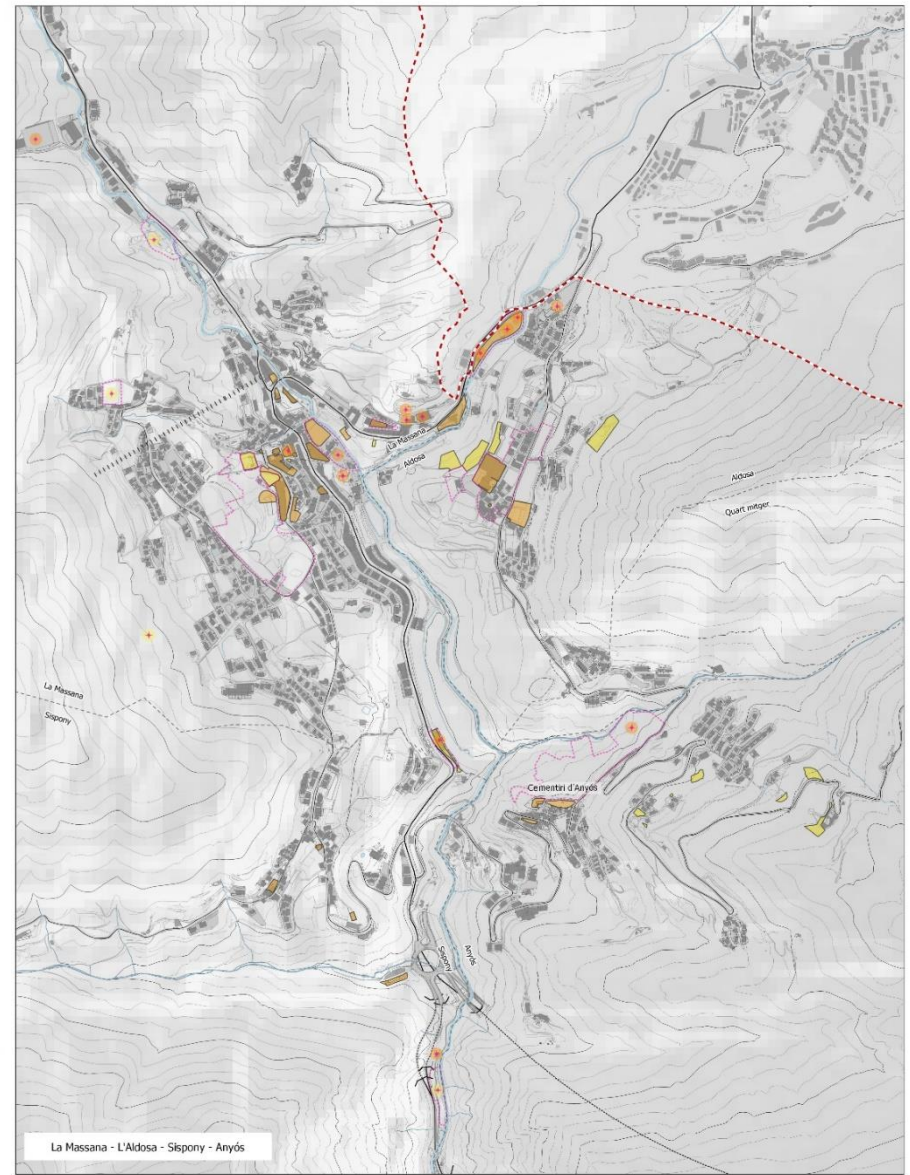 La Massana
Aldosa
Aldosa
Quart mitger
La Massana
Sispony
Cementiri d'Anyós
Sispony
Anyós
La Massana - L'Aldosa - Sispony - Anyós